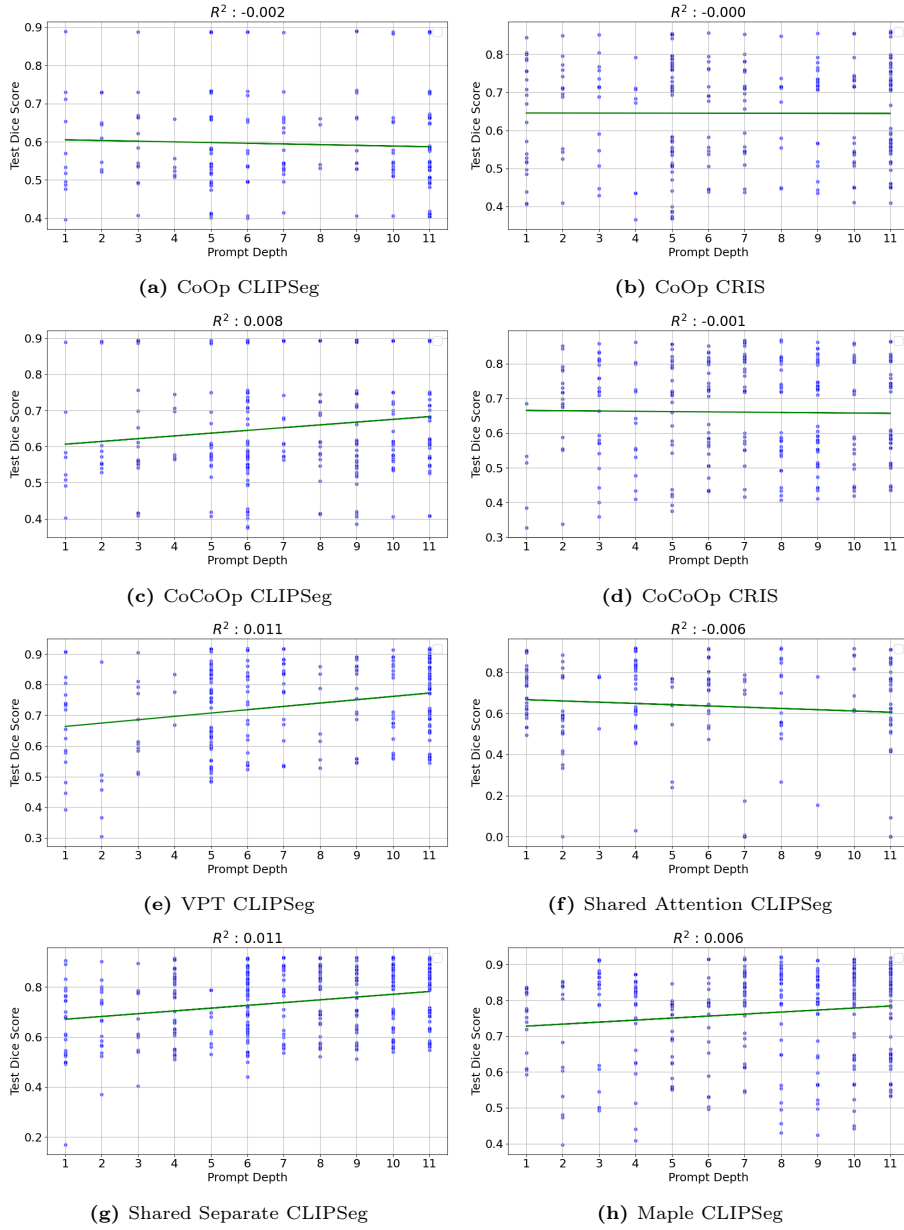 R² : -0.002
Test Dice Score
0.9
0.8
0.7
0.6
0.5
0.4
1 2 3 4 5 6 7 8 9 10 11
Prompt Depth
(a) CoOp CLIPSeg
R² : -0.000
Test Dice Score
0.8
0.7
0.6
0.5
0.4
1 2 3 4 5 6 7 8 9 10 11
Prompt Depth
(b) CoOp CRIS
R² : 0.008
Test Dice Score
0.9
0.8
0.7
0.6
0.5
0.4
1 2 3 4 5 6 7 8 9 10 11
Prompt Depth
(c) CoCoOp CLIPSeg
R² : -0.001
Test Dice Score
0.8
0.7
0.6
0.5
0.4
0.3
1 2 3 4 5 6 7 8 9 10 11
Prompt Depth
(d) CoCoOp CRIS
R² : 0.011
Test Dice Score
0.9
0.8
0.7
0.6
0.5
0.4
0.3
1 2 3 4 5 6 7 8 9 10 11
Prompt Depth
(e) VPT CLIPSeg
R² : -0.006
Test Dice Score
0.8
0.6
0.4
0.2
0.0
1 2 3 4 5 6 7 8 9 10 11
Prompt Depth
(f) Shared Attention CLIPSeg
R² : 0.011
Test Dice Score
0.8
0.6
0.4
0.2
1 2 3 4 5 6 7 8 9 10 11
Prompt Depth
(g) Shared Separate CLIPSeg
R² : 0.006
Test Dice Score
0.9
0.8
0.7
0.6
0.5
0.4
1 2 3 4 5 6 7 8 9 10 11
Prompt Depth
(h) Maple CLIPSeg